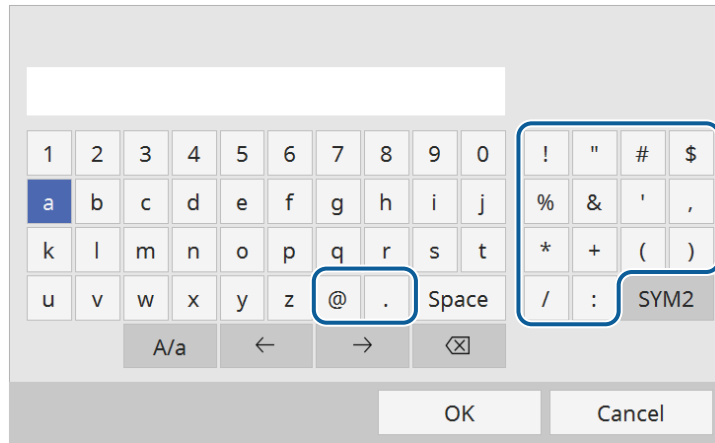 1 2 3 4 5 6 7 8 9 0 ! " # $
a b c d e f g h i j % & ' ,
k l m n o p q r s t * + ( )
u v w x y z @ . Space / : SYM2
A/a ← → ⌫
OK Cancel